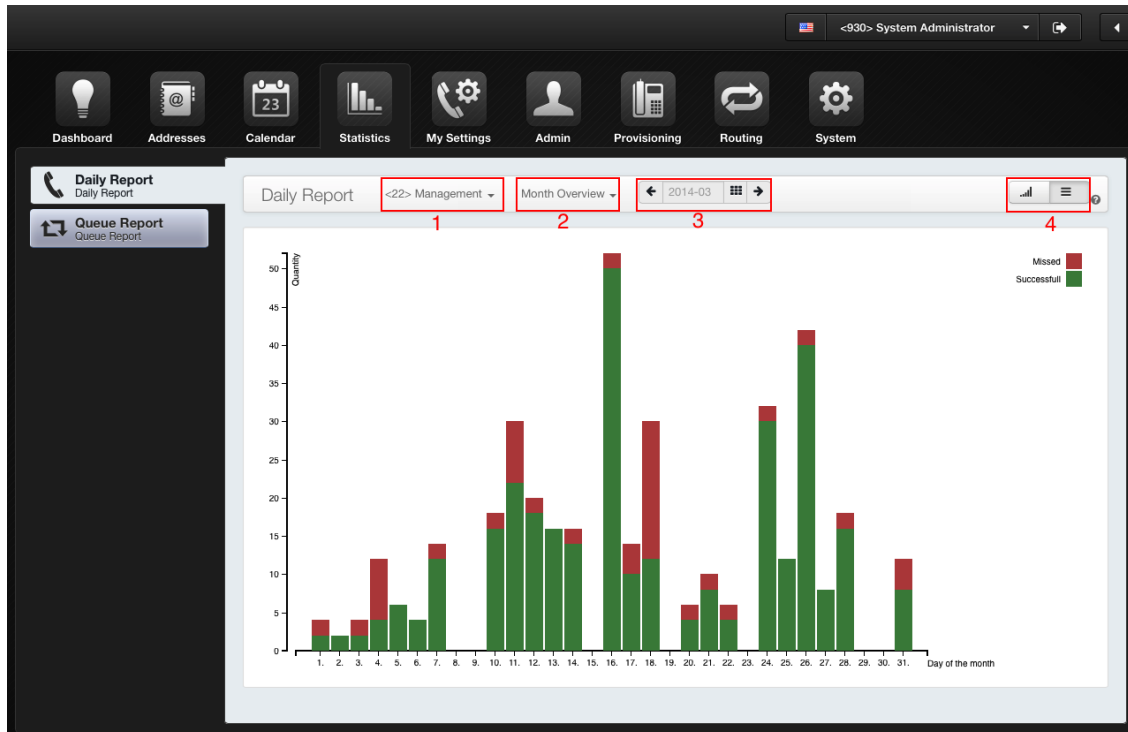 <930> System Administrator
23
Dashboard Addresses Calendar Statistics My Settings Admin Provisioning Routing System
Daily Report
Daily Report
Queue Report
Queue Report
Daily Report <22> Management Month Overview 2014-03
1 2 3 4
Quantity
Missed
Successfull
50
45
40
35
30
25
20
15
10
5
0
1. 2. 3. 4. 5. 6. 7. 8. 9. 10. 11. 12. 13. 14. 15. 16. 17. 18. 19. 20. 21. 22. 23. 24. 25. 26. 27. 28. 29. 30. 31. Day of the month